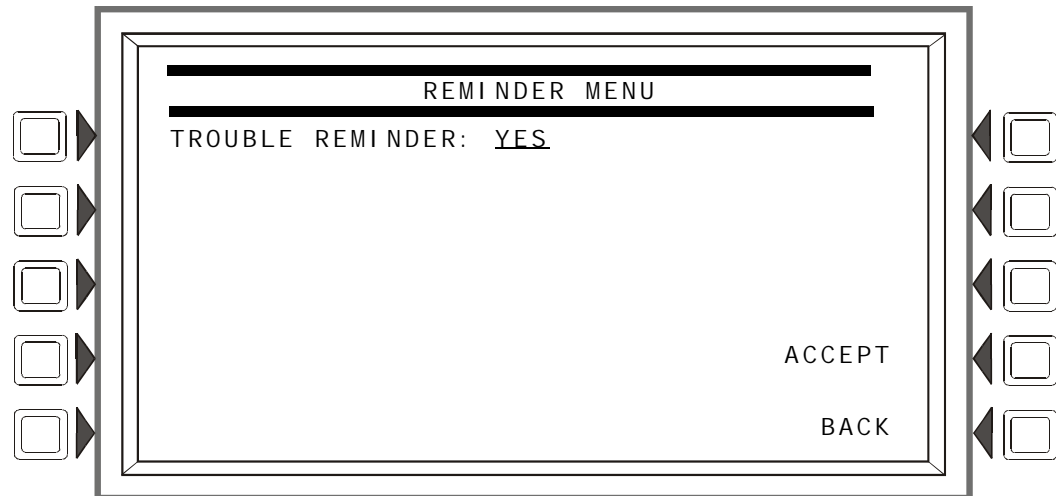 REMINDER MENU
TROUBLE REMINDER: YES
ACCEPT
BACK